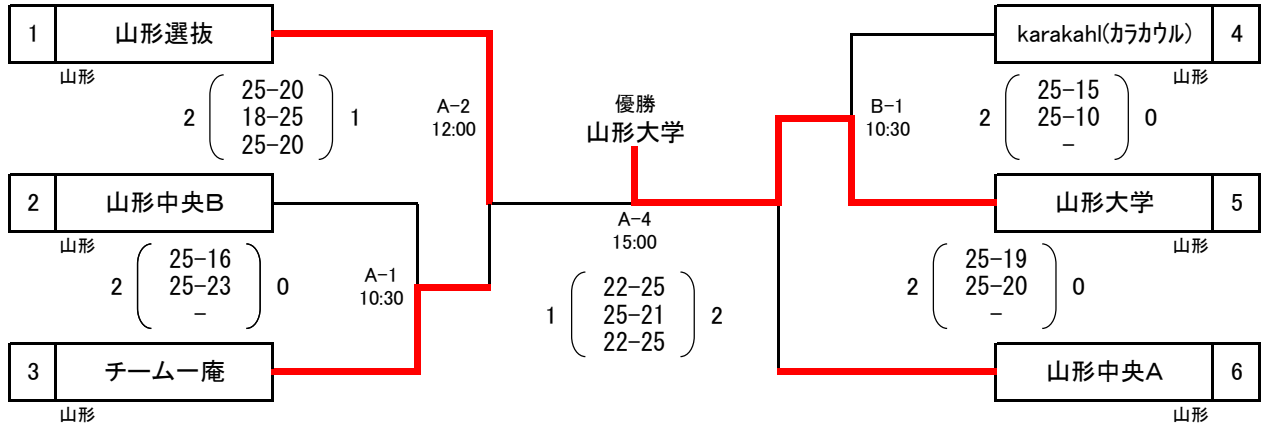 1 山形選抜
山形
2 25-20 1
18-25
25-20
A-2
12:00
2 山形中央B
山形
2 25-16 0
25-23
-
A-1
10:30
3 チーム一庵
山形
優勝
山形大学
A-4
15:00
1 22-25 2
25-21
22-25
karakahl(カラカウル) 4
山形
B-1
10:30
2 25-15 0
25-10
-
山形大学 5
山形
2 25-19 0
25-20
-
山形中央A 6
山形